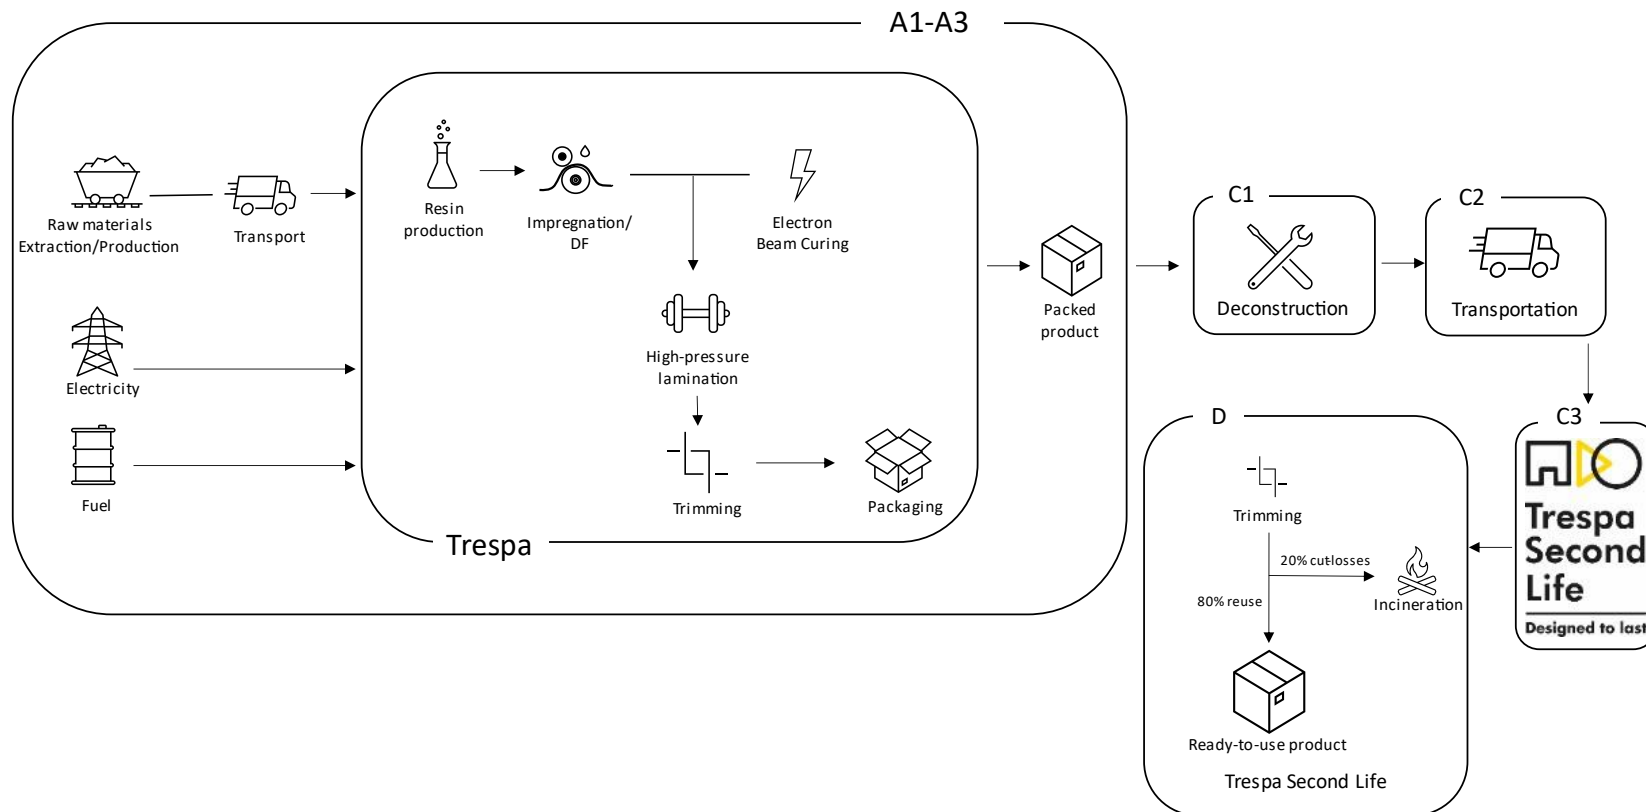 A1-A3
Raw materials
Extraction/Production
Transport
Electricity
Fuel
Trespa
Resin
production
Impregnation/
DF
Electron
Beam Curing
High-pressure
lamination
Trimming
Packaging
Packed
product
C1
Deconstruction
C2
Transportation
C3
Trespa
Second
Life
Designed to last
D
Trimming
20% cut-losses
Incineration
80% reuse
Ready-to-use product
Trespa Second Life